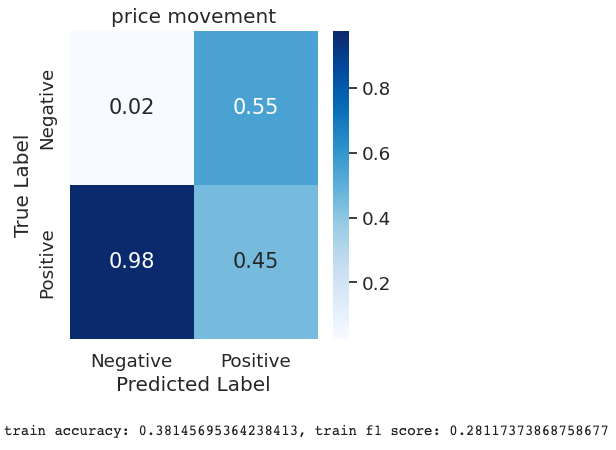 price movement
True Label
Negative
Positive
0.02
0.55
0.98
0.45
0.8
0.6
0.4
0.2
Negative
Positive
Predicted Label
train accuracy: 0.38145695364238413, train f1 score: 0.28117373868758677